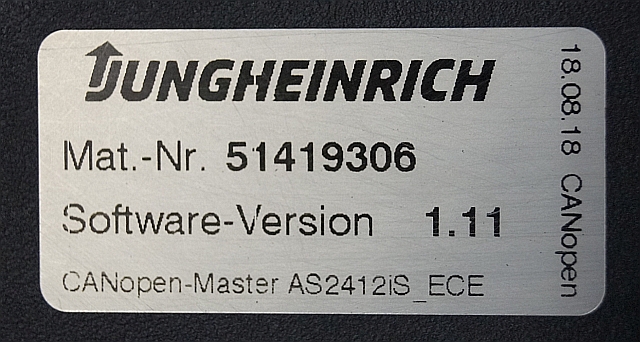 JUNGHEINRICH
Mat.-Nr. 51419306
Software-Version 1.11
CANopen-Master AS2412iS_ECE
18.08.18 CANopen